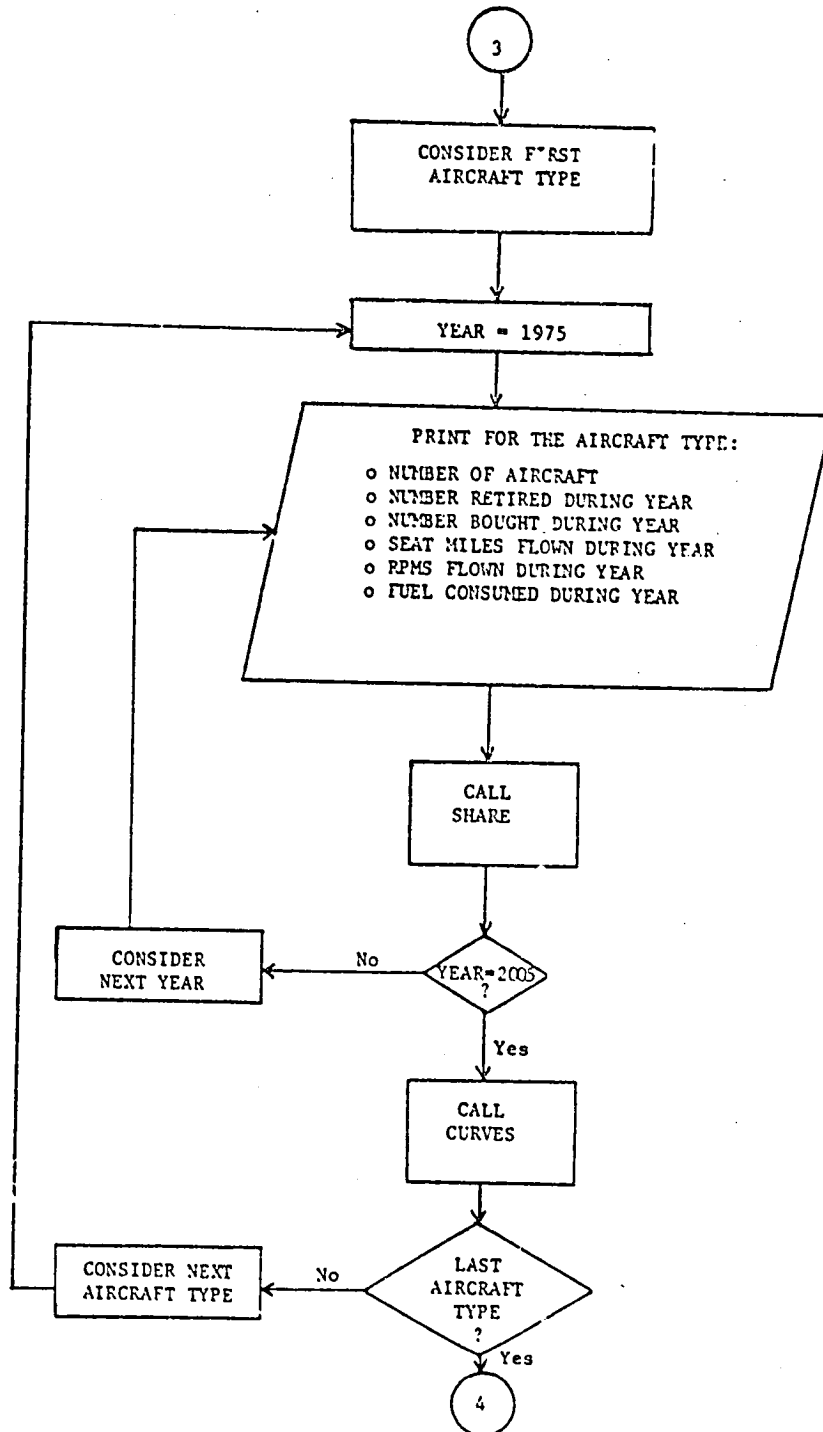 3
CONSIDER FIRST
AIRCRAFT TYPE
YEAR = 1975
PRINT FOR THE AIRCRAFT TYPE:
o NUMBER OF AIRCRAFT
o NUMBER RETIRED DURING YEAR
o NUMBER BOUGHT DURING YEAR
o SEAT MILES FLOWN DURING YEAR
o RPMS FLOWN DURING YEAR
o FUEL CONSUMED DURING YEAR
CALL
SHARE
CONSIDER
NEXT YEAR
No
YEAR=2005
?
Yes
CALL
CURVES
CONSIDER NEXT
AIRCRAFT TYPE
No
LAST
AIRCRAFT
TYPE
?
Yes
4